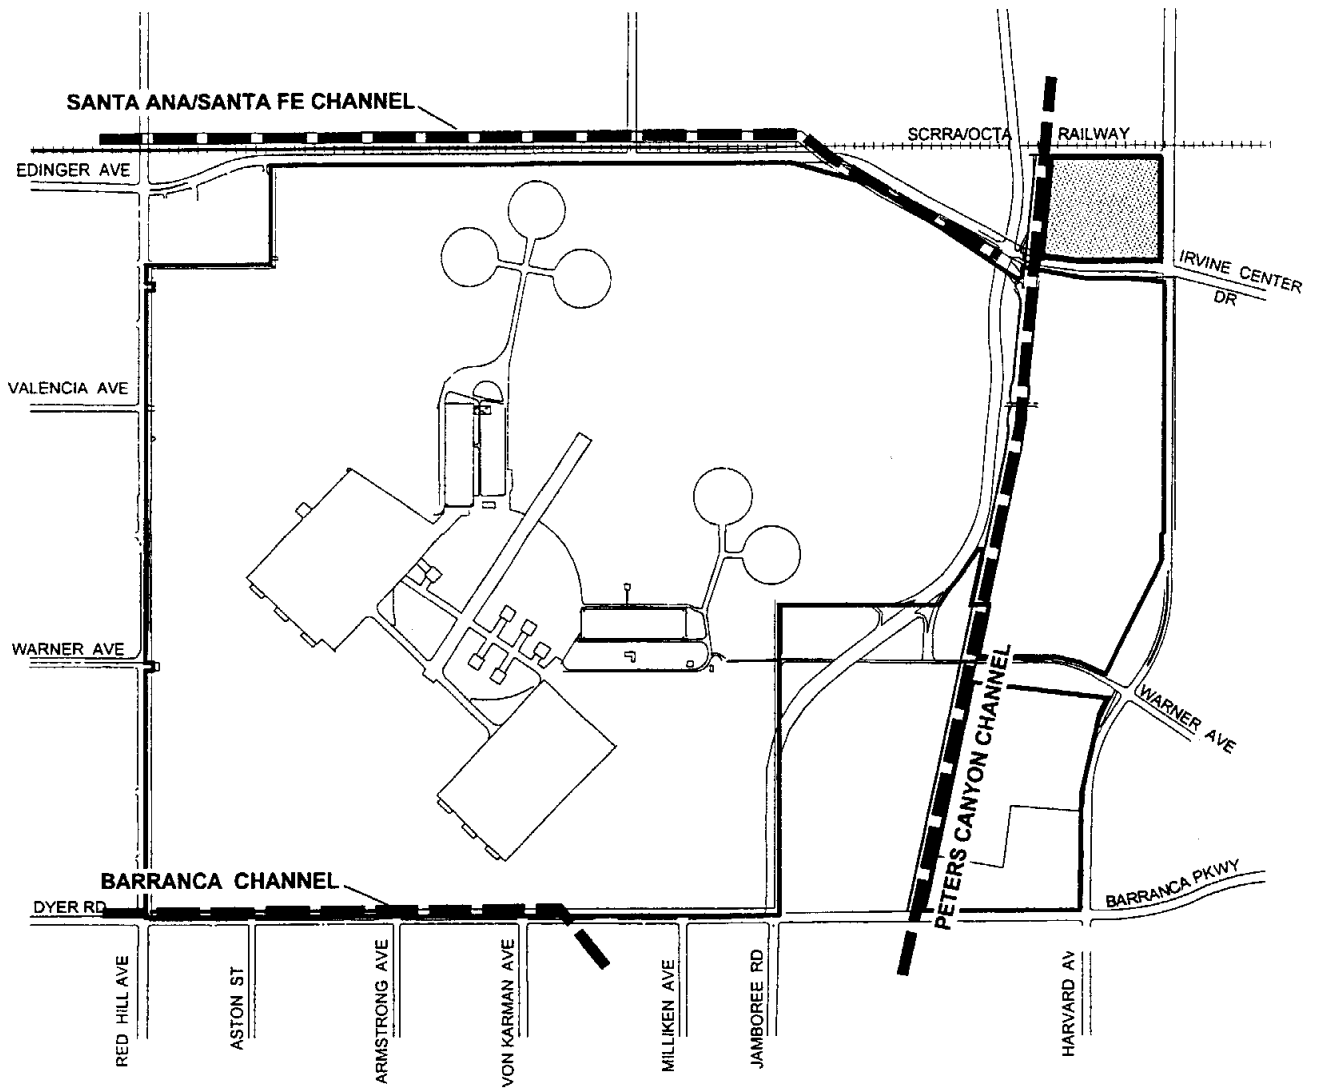 SANTA ANA/SANTA FE CHANNEL
SCRRA/OCTA RAILWAY
EDINGER AVE
IRVINE CENTER
DR
VALENCIA AVE
WARNER AVE
WARNER AVE
PETERS CANYON CHANNEL
BARRANCA CHANNEL
BARRANCA PKWY
DYER RD
RED HILL AVE
ASTON ST
ARMSTRONG AVE
VON KARMAN AVE
MILLIKEN AVE
JAMBOREE RD
HARVARD AV